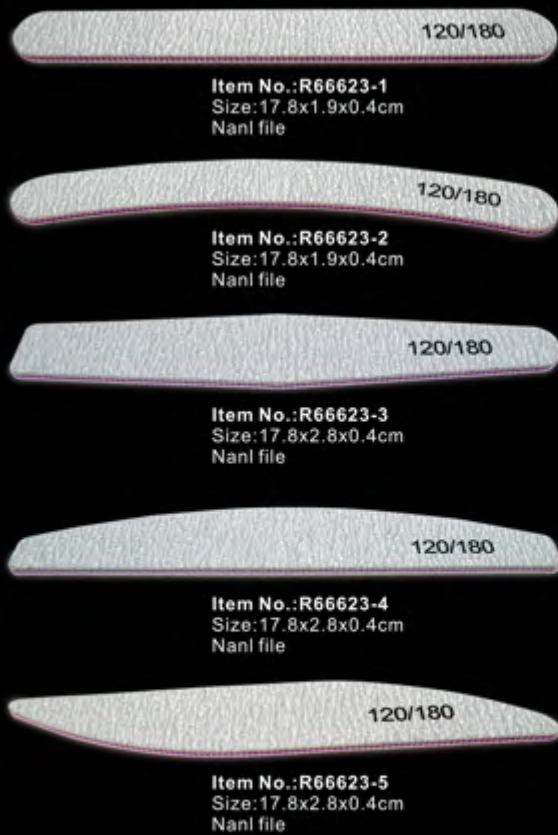 120/180
Item No.:R66623-1
Size:17.8x1.9x0.4cm
Nanl file
120/180
Item No.:R66623-2
Size:17.8x1.9x0.4cm
Nanl file
120/180
Item No.:R66623-3
Size:17.8x2.8x0.4cm
Nanl file
120/180
Item No.:R66623-4
Size:17.8x2.8x0.4cm
Nanl file
120/180
Item No.:R66623-5
Size:17.8x2.8x0.4cm
Nanl file